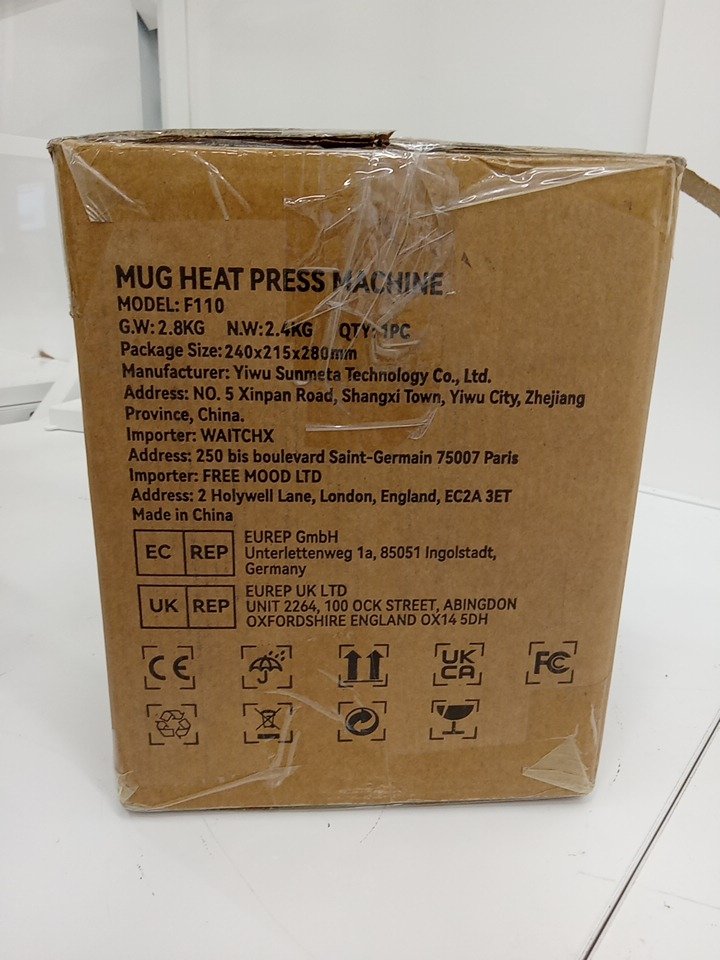 MUG HEAT PRESS MACHINE
MODEL: F110
G.W: 2.8KG N.W: 2.4KG QTY: 1PC
Package Size: 240x215x280mm
Manufacturer: Yiwu Sunmeta Technology Co., Ltd.
Address: NO. 5 Xinpan Road, Shangxi Town, Yiwu City, Zhejiang
Province, China.
Importer: WAITCHX
Address: 250 bis boulevard Saint-Germain 75007 Paris
Importer: FREE MOOD LTD
Address: 2 Holywell Lane, London, England, EC2A 3ET
Made in China
EC REP
EUREP GmbH
Unterlettenweg 1a, 85051 Ingolstadt,
Germany
UK REP
EUREP UK LTD
UNIT 2264, 100 OCK STREET, ABINGDON
OXFORDSHIRE ENGLAND OX14 5DH
CE
UK
CA
FC